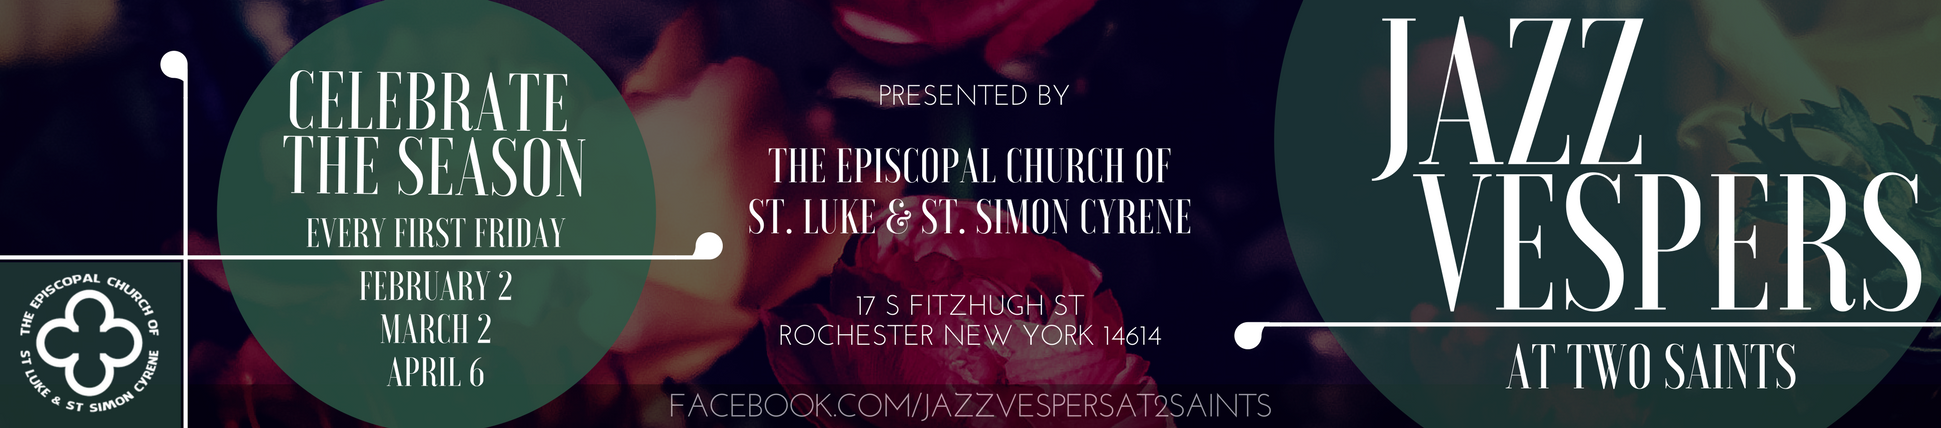 CELEBRATE
THE SEASON
EVERY FIRST FRIDAY
FEBRUARY 2
MARCH 2
APRIL 6
THE EPISCOPAL CHURCH OF
ST LUKE & ST SIMON CYRENE
PRESENTED BY
THE EPISCOPAL CHURCH OF
ST. LUKE & ST. SIMON CYRENE
17 S FITZHUGH ST
ROCHESTER NEW YORK 14614
FACEBOOK.COM/JAZZVESPERSAT2SAINTS
JAZZ
VESPERS
AT TWO SAINTS